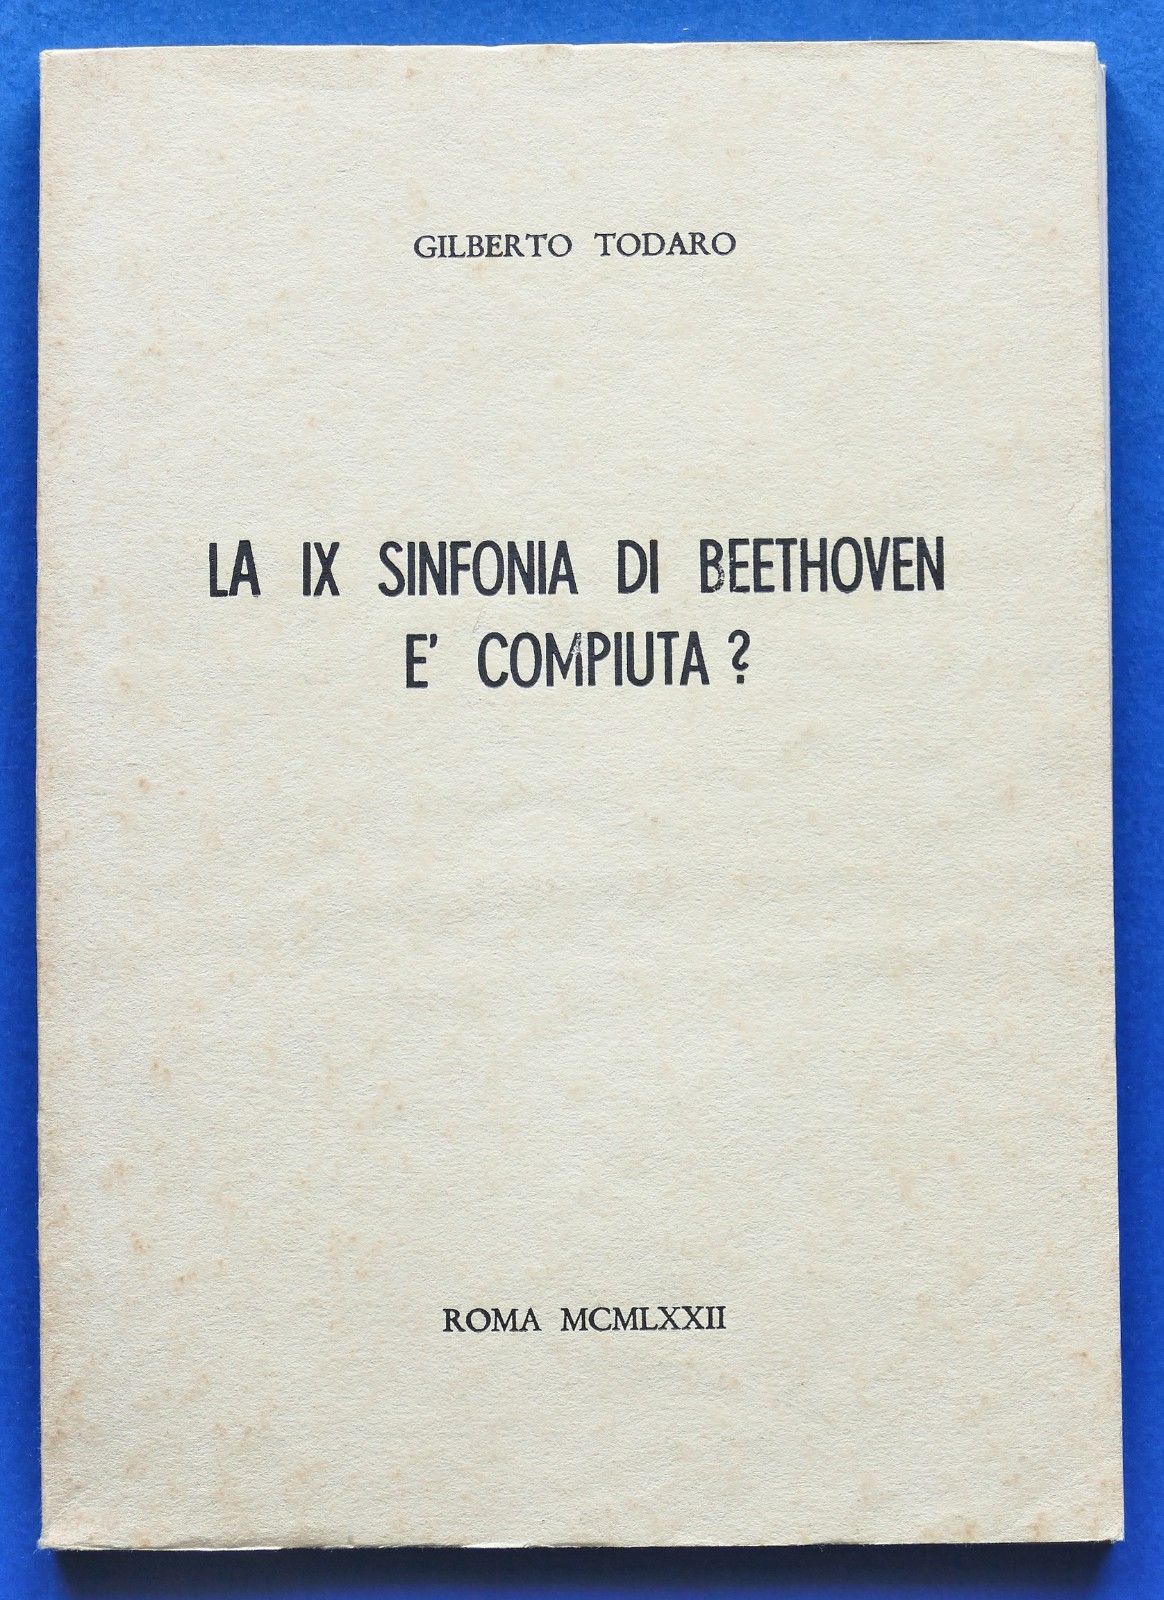 GILBERTO TODARO
LA IX SINFONIA DI BEETHOVEN
E' COMPIUTA ?
ROMA MCMLXXII